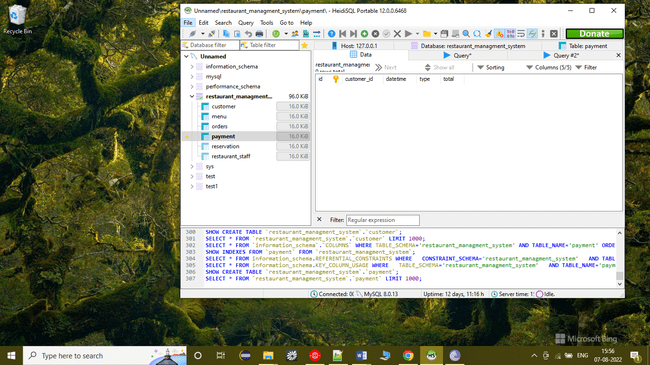 Recycle Bin
Unnamed\restaurant_managment_system\payment\ - HeidiSQL Portable 12.0.0.6468
File Edit Search Query Tools Go to Help
Donate
Database filter Table filter
Host: 127.0.0.1 Database: restaurant_managment_system Table: payment
Data Query* Query #2*
restaurant_managmen Next Show all Sorting Columns (5/5) Filter
id customer_id datetime type total
Unnamed
information_schema
mysql
performance_schema
restaurant_managment... 96.0 KiB
customer 16.0 KiB
menu 16.0 KiB
orders 16.0 KiB
payment 16.0 KiB
reservation 16.0 KiB
restaurant_staff 16.0 KiB
sys
test
test1
Filter: Regular expression
300 SHOW CREATE TABLE `restaurant_managment_system`.`customer`;
301 SELECT * FROM `restaurant_managment_system`.`customer` LIMIT 1000;
302 SELECT * FROM `information_schema`.`COLUMNS` WHERE TABLE_SCHEMA='restaurant_managment_system' AND TABLE_NAME='payment' ORDE
303 SHOW INDEXES FROM `payment` FROM `restaurant_managment_system`;
304 SELECT * FROM information_schema.REFERENTIAL_CONSTRAINTS WHERE CONSTRAINT_SCHEMA='restaurant_managment_system' AND TABL
305 SELECT * FROM information_schema.KEY_COLUMN_USAGE WHERE TABLE_SCHEMA='restaurant_managment_system' AND TABLE_NAME='paym
306 SHOW CREATE TABLE `restaurant_managment_system`.`payment`;
307 SELECT * FROM `restaurant_managment_system`.`payment` LIMIT 1000;
Connected: 00 MySQL 8.0.13 Uptime: 12 days, 11:16 h Server time: 1 Idle.
Microsoft Bing
Type here to search
ENG
15:56
07-08-2022